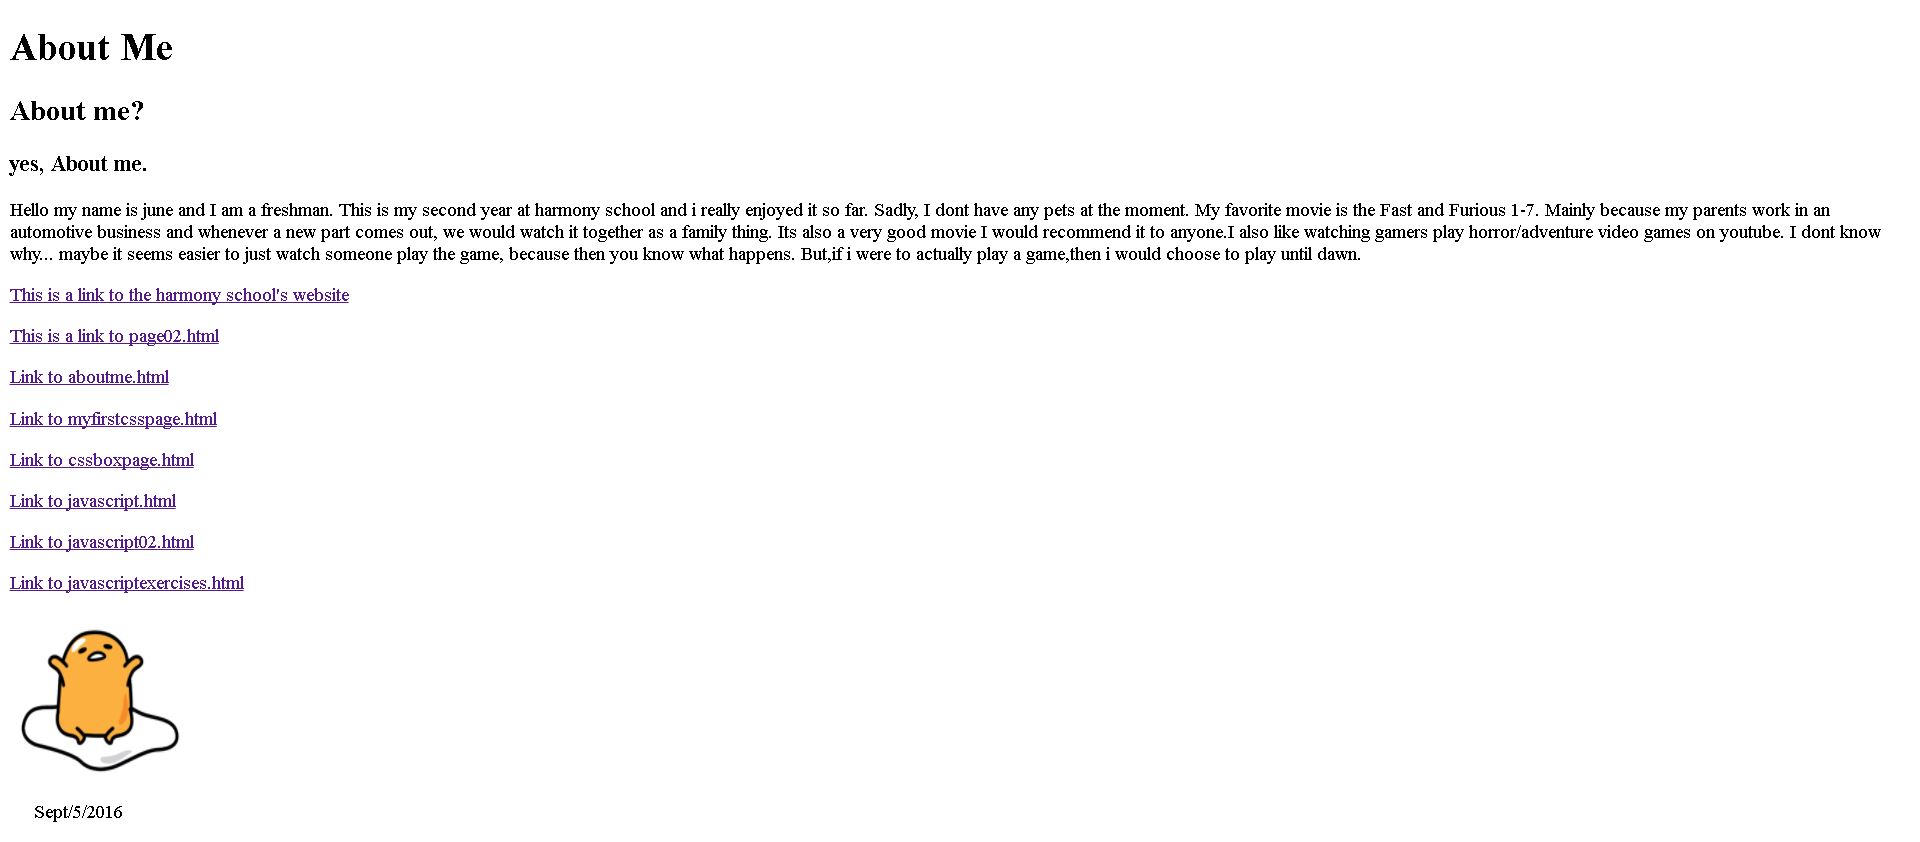 About Me
About me?
yes, About me.
Hello my name is june and I am a freshman. This is my second year at harmony school and i really enjoyed it so far. Sadly, I dont have any pets at the moment. My favorite movie is the Fast and Furious 1-7. Mainly because my parents work in an
automotive business and whenever a new part comes out, we would watch it together as a family thing. Its also a very good movie I would recommend it to anyone.I also like watching gamers play horror/adventure video games on youtube. I dont know
why... maybe it seems easier to just watch someone play the game, because then you know what happens. But,if i were to actually play a game,then i would choose to play until dawn.
This is a link to the harmony school's website
This is a link to page02.html
Link to aboutme.html
Link to myfirstcsspage.html
Link to cssboxpage.html
Link to javascript.html
Link to javascript02.html
Link to javascriptexercises.html
Sept/5/2016